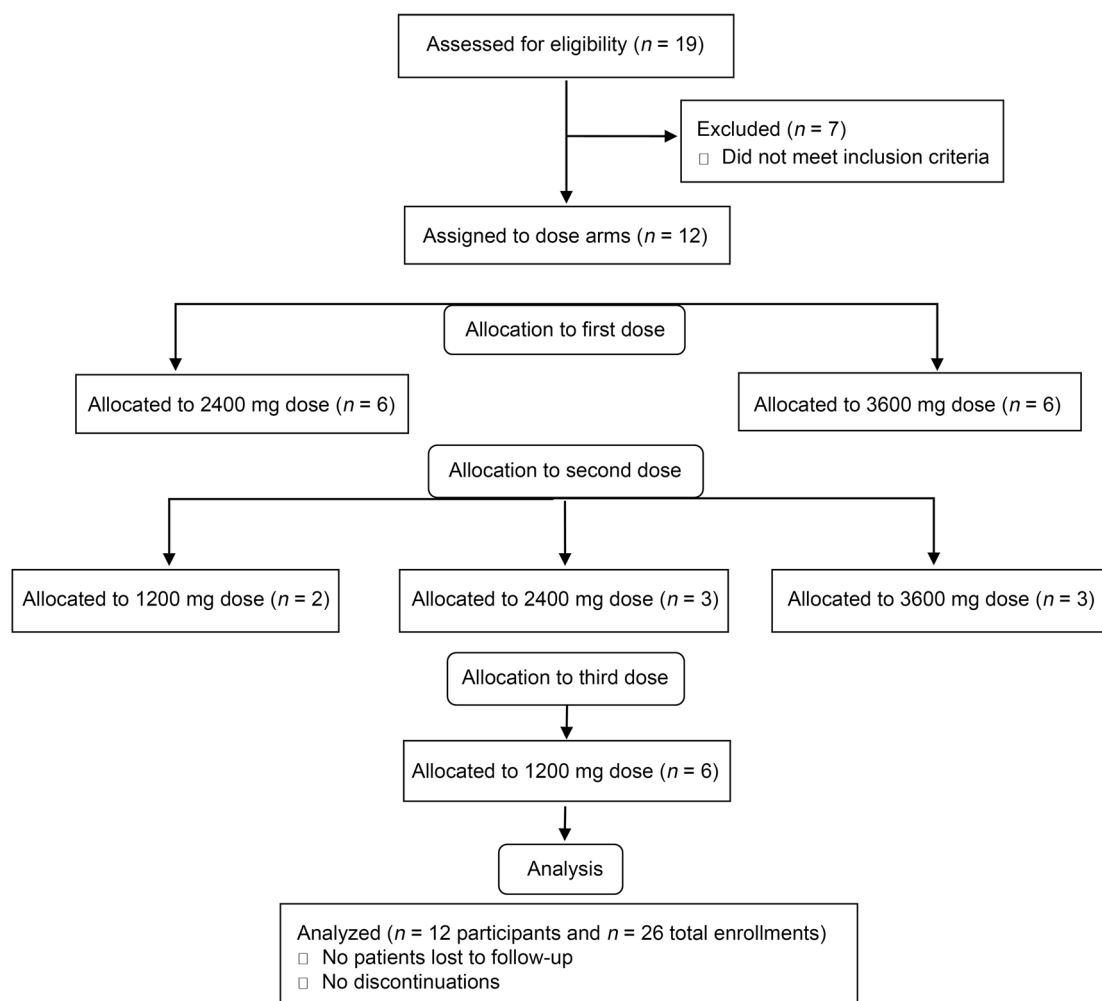 Assessed for eligibility (n = 19)
Excluded (n = 7)
□ Did not meet inclusion criteria
Assigned to dose arms (n = 12)
Allocation to first dose
Allocated to 2400 mg dose (n = 6)
Allocated to 3600 mg dose (n = 6)
Allocation to second dose
Allocated to 1200 mg dose (n = 2)
Allocated to 2400 mg dose (n = 3)
Allocated to 3600 mg dose (n = 3)
Allocation to third dose
Allocated to 1200 mg dose (n = 6)
Analysis
Analyzed (n = 12 participants and n = 26 total enrollments)
□ No patients lost to follow-up
□ No discontinuations